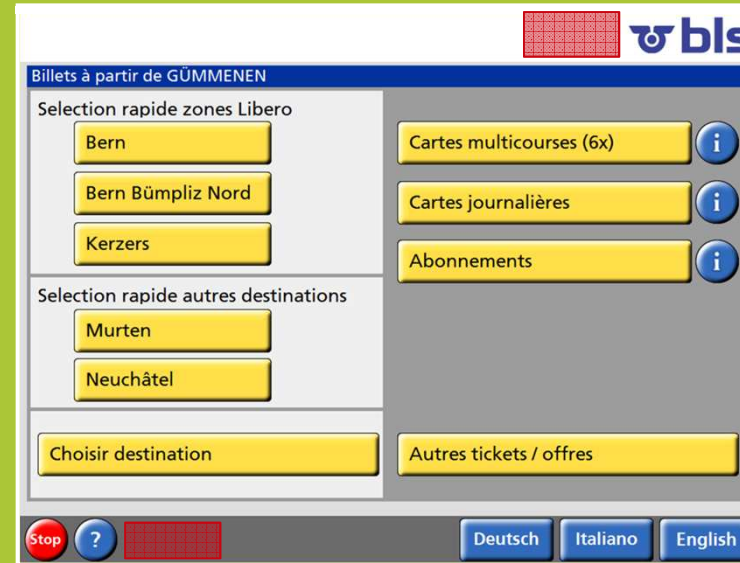 bls
Billets à partir de GÜMMENEN
Selection rapide zones Libero
Bern
Bern Bümpliz Nord
Kerzers
Selection rapide autres destinations
Murten
Neuchâtel
Choisir destination
Cartes multicourses (6x)
i
Cartes journalières
i
Abonnements
i
Autres tickets / offres
Stop
?
Deutsch
Italiano
English